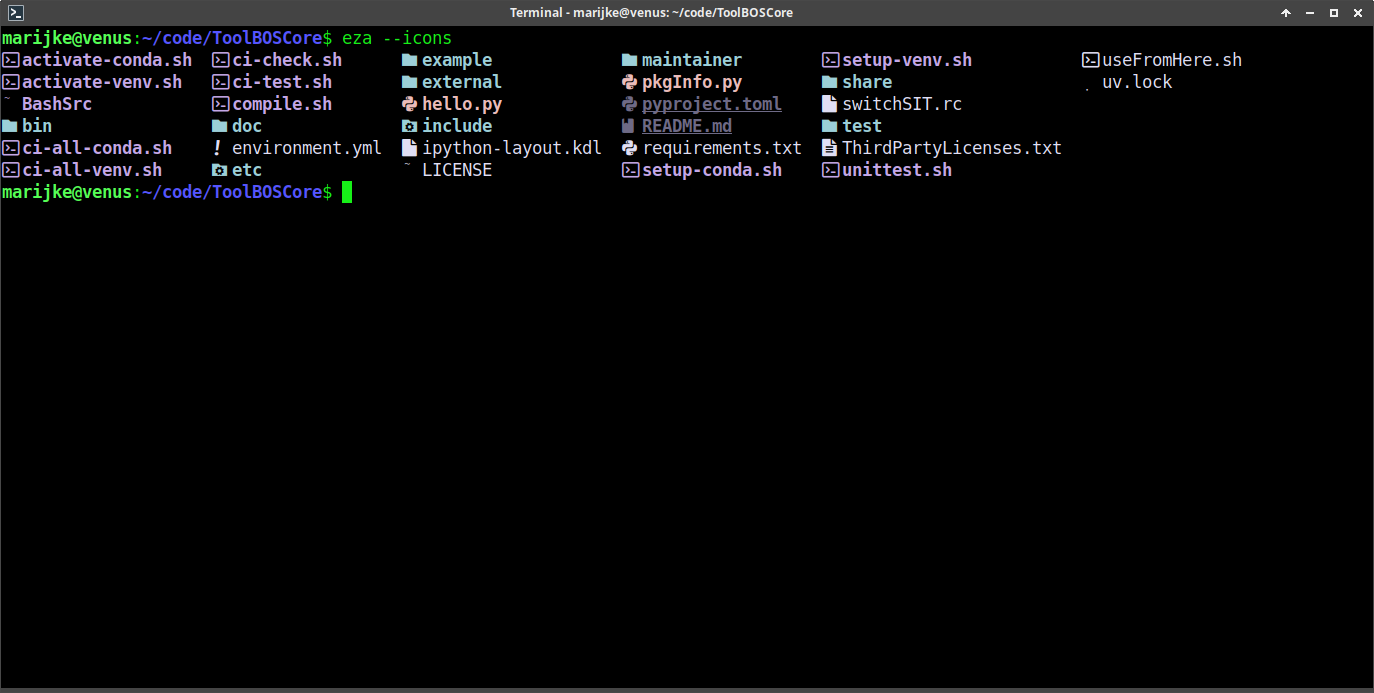 Terminal - marijke@venus: ~/code/ToolBOSCore
marijke@venus:~/code/ToolBOSCore$ eza --icons
activate-conda.sh ci-check.sh example maintainer setup-venv.sh useFromHere.sh
activate-venv.sh ci-test.sh external pkgInfo.py share uv.lock
BashSrc compile.sh hello.py pyproject.toml switchSIT.rc
bin doc include README.md test
ci-all-conda.sh environment.yml ipython-layout.kdl requirements.txt ThirdPartyLicenses.txt
ci-all-venv.sh etc LICENSE setup-conda.sh unittest.sh
marijke@venus:~/code/ToolBOSCore$